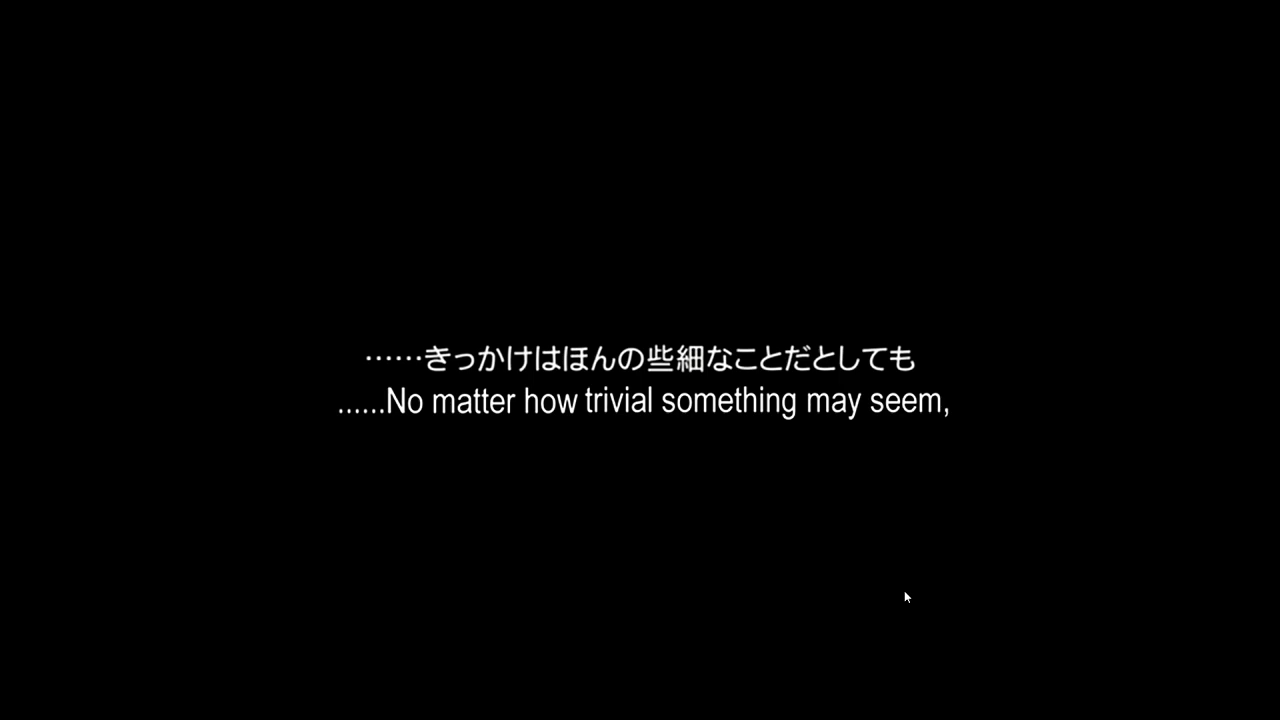 ……きっかけはほんの些細なことだとしても
......No matter how trivial something may seem,